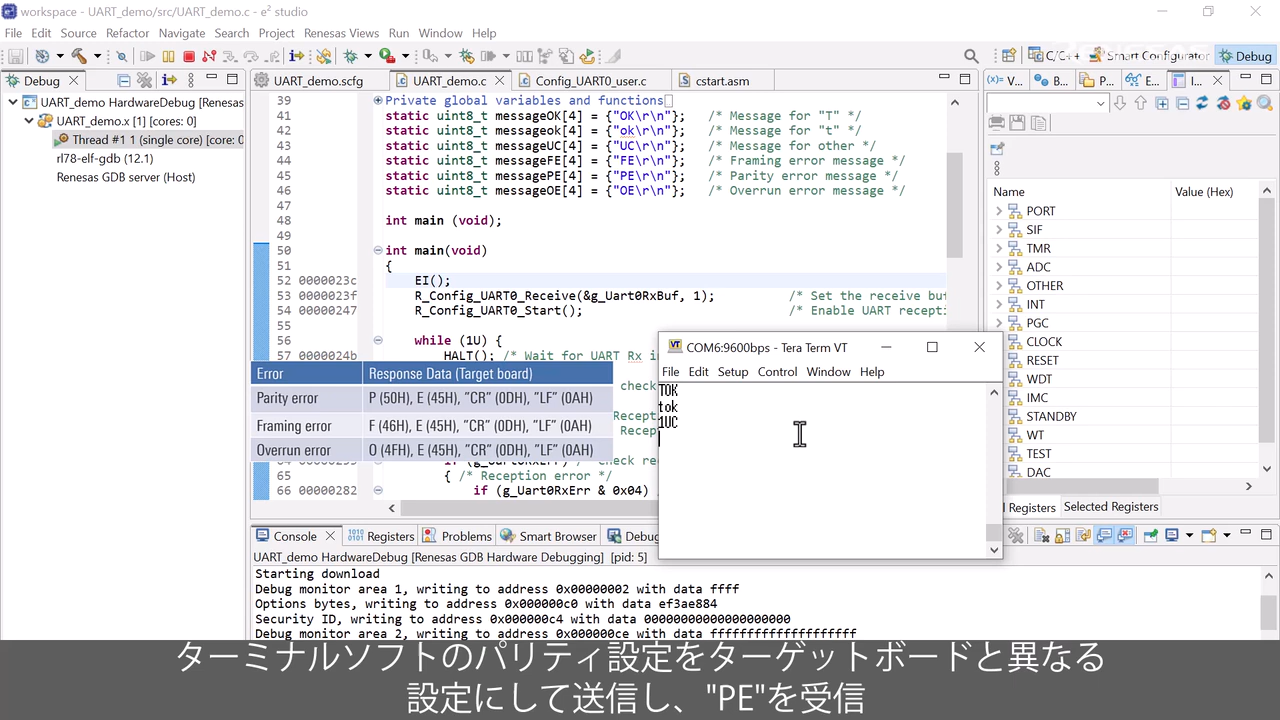 workspace - UART_demo/src/UART_demo.c - e² studio
File Edit Source Refactor Navigate Search Project Renesas Views Run Window Help
C/C++ Smart Configurator Debug
Debug
UART_demo HardwareDebug [Renesas
UART_demo.x [1] [cores: 0]
Thread #1 1 (single core) [core: 0
rl78-elf-gdb (12.1)
Renesas GDB server (Host)
UART_demo.scfg UART_demo.c Config_UART0_user.c cstart.asm
39 Private global variables and functions
41 static uint8_t messageOK[4] = {"OK\r\n"}; /* Message for "T" */
42 static uint8_t messageok[4] = {"ok\r\n"}; /* Message for "t" */
43 static uint8_t messageUC[4] = {"UC\r\n"}; /* Message for other */
44 static uint8_t messageFE[4] = {"FE\r\n"}; /* Framing error message */
45 static uint8_t messagePE[4] = {"PE\r\n"}; /* Parity error message */
46 static uint8_t messageOE[4] = {"OE\r\n"}; /* Overrun error message */
47
48 int main (void);
49
50 int main(void)
51 {
52 0000023c EI();
53 0000023f R_Config_UART0_Receive(&g_Uart0RxBuf, 1); /* Set the receive buf
54 00000247 R_Config_UART0_Start(); /* Enable UART recepti
55
56 while (1U) {
57 0000024b HALT(); /* Wait for UART Rx i
check
Recept
Recep
65 { /* Reception error */
66 00000282 if (g_Uart0RxErr & 0x04)
Error Response Data (Target board)
Parity error P (50H), E (45H), "CR" (0DH), "LF" (0AH)
Framing error F (46H), E (45H), "CR" (0DH), "LF" (0AH)
Overrun error O (4FH), E (45H), "CR" (0DH), "LF" (0AH)
COM6:9600bps - Tera Term VT
File Edit Setup Control Window Help
TOK
tok
1UC
V... B... P... E... I...
Name Value (Hex)
PORT
SIF
TMR
ADC
OTHER
INT
PGC
CLOCK
RESET
WDT
IMC
STANDBY
WT
TEST
DAC
Registers Selected Registers
Console Registers Problems Smart Browser Debu
UART_demo HardwareDebug [Renesas GDB Hardware Debugging] [pid: 5]
Starting download
Debug monitor area 1, writing to address 0x00000002 with data ffff
Options bytes, writing to address 0x000000c0 with data ef3ae884
Security ID, writing to address 0x000000c4 with data 00000000000000000000
Debug monitor area 2, writing to address 0x000000ce with data ffffffffffffffffffff
ターミナルソフトのパリティ設定をターゲットボードと異なる
設定にして送信し、"PE"を受信